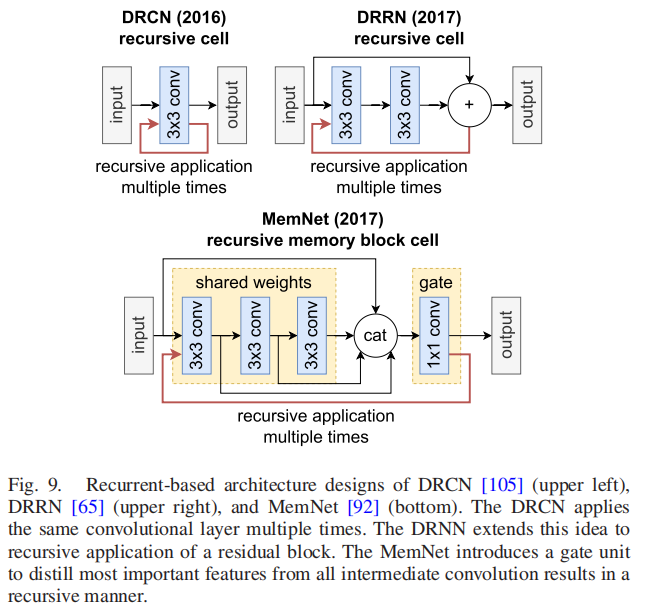 DRCN (2016)
recursive cell
input
3x3 conv
output
recursive application
multiple times
DRRN (2017)
recursive cell
input
3x3 conv
3x3 conv
+
output
recursive application
multiple times
MemNet (2017)
recursive memory block cell
shared weights
gate
input
3x3 conv
3x3 conv
3x3 conv
cat
1x1 conv
output
recursive application
multiple times
Fig. 9. Recurrent-based architecture designs of DRCN [105] (upper left),
DRRN [65] (upper right), and MemNet [92] (bottom). The DRCN applies
the same convolutional layer multiple times. The DRNN extends this idea to
recursive application of a residual block. The MemNet introduces a gate unit
to distill most important features from all intermediate convolution results in a
recursive manner.